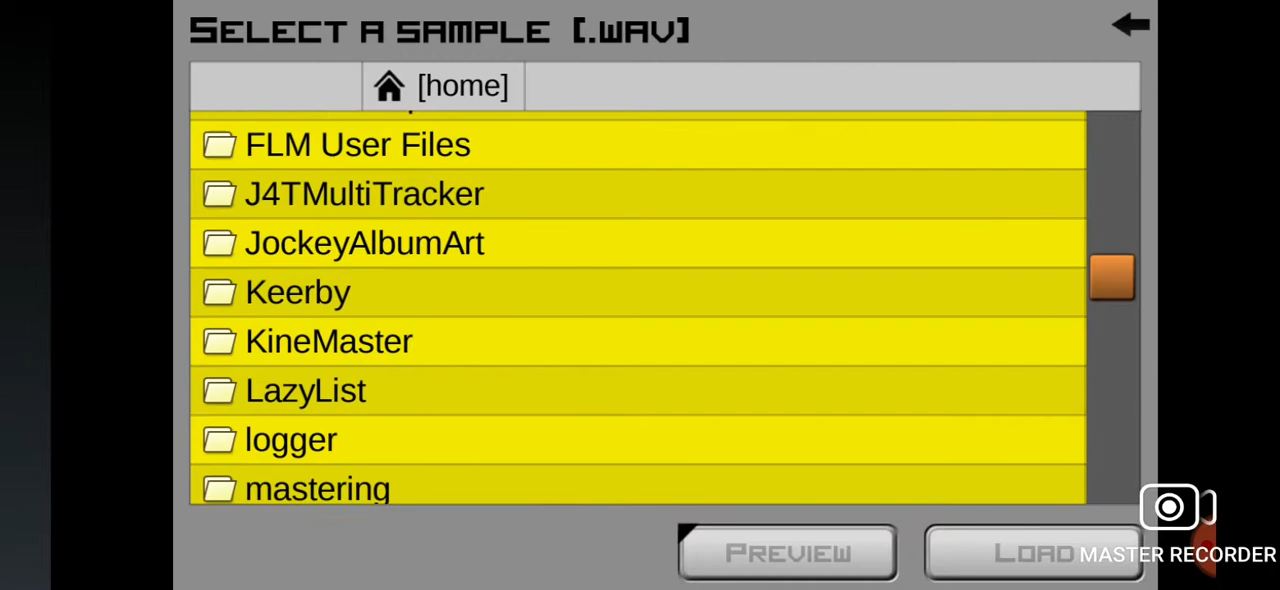 SELECT A SAMPLE [.WAV]
[home]
FLM User Files
J4TMultiTracker
JockeyAlbumArt
Keerby
KineMaster
LazyList
logger
mastering
PREVIEW
LOAD
MASTER RECORDER